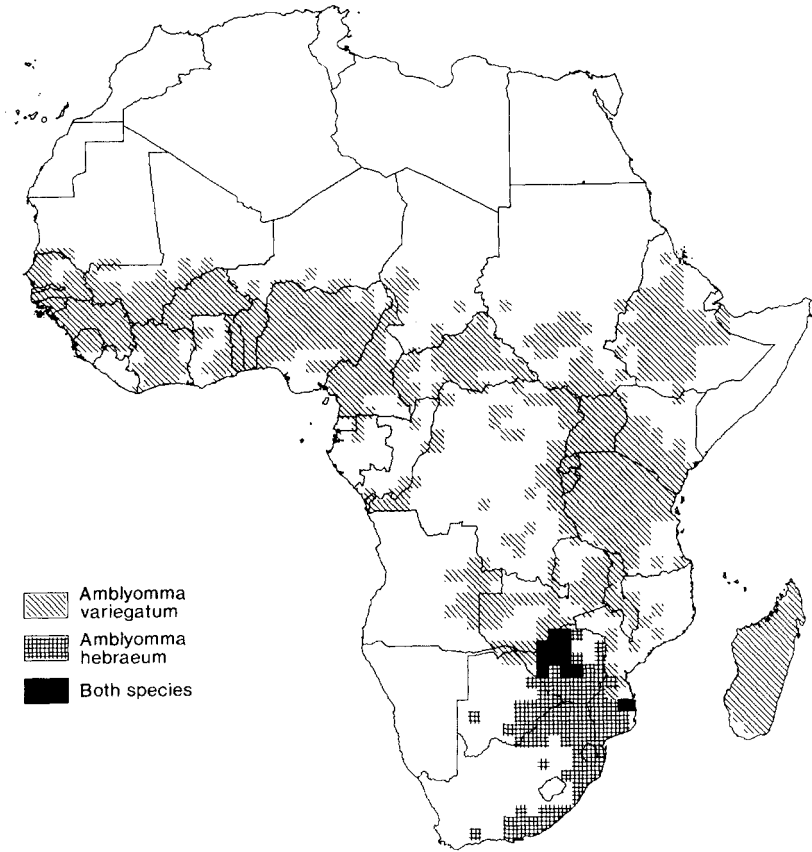 Amblyomma
variegatum
Amblyomma
hebraeum
Both species